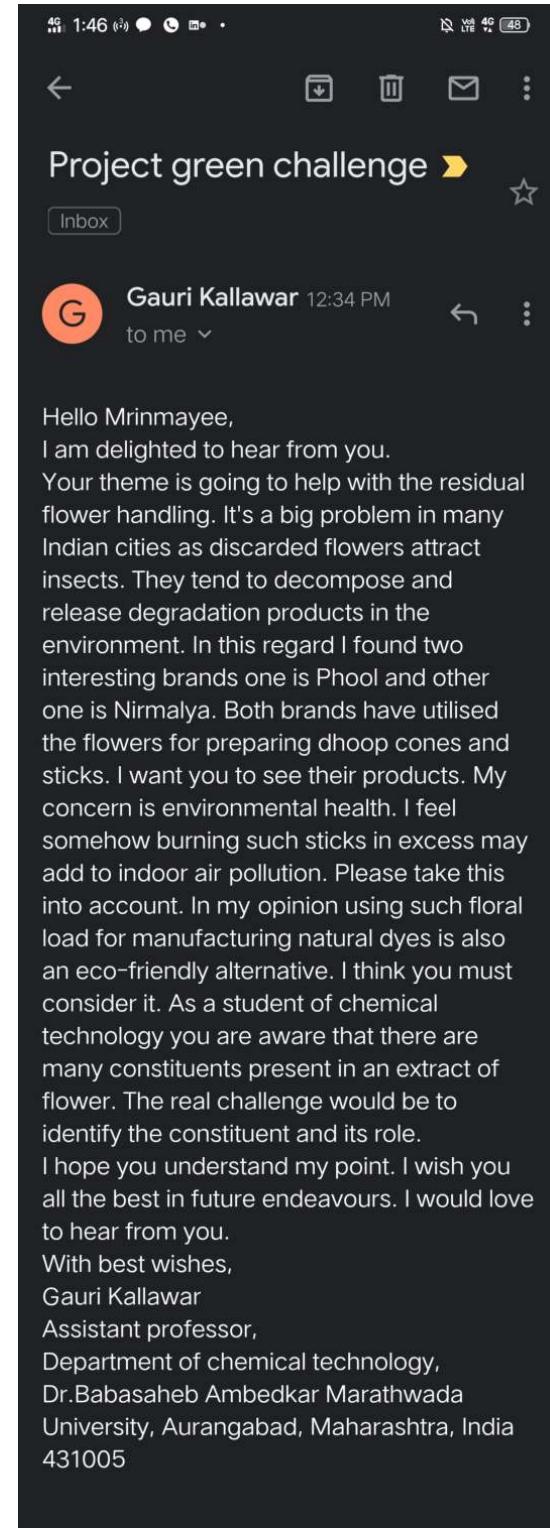 4G 1:46
Vo) LTE 4G 48
Project green challenge
Inbox
G
Gauri Kallawar 12:34 PM
to me
Hello Mrinmayee,
I am delighted to hear from you.
Your theme is going to help with the residual
flower handling. It's a big problem in many
Indian cities as discarded flowers attract
insects. They tend to decompose and
release degradation products in the
environment. In this regard I found two
interesting brands one is Phool and other
one is Nirmalya. Both brands have utilised
the flowers for preparing dhoop cones and
sticks. I want you to see their products. My
concern is environmental health. I feel
somehow burning such sticks in excess may
add to indoor air pollution. Please take this
into account. In my opinion using such floral
load for manufacturing natural dyes is also
an eco-friendly alternative. I think you must
consider it. As a student of chemical
technology you are aware that there are
many constituents present in an extract of
flower. The real challenge would be to
identify the constituent and its role.
I hope you understand my point. I wish you
all the best in future endeavours. I would love
to hear from you.
With best wishes,
Gauri Kallawar
Assistant professor,
Department of chemical technology,
Dr.Babasaheb Ambedkar Marathwada
University, Aurangabad, Maharashtra, India
431005